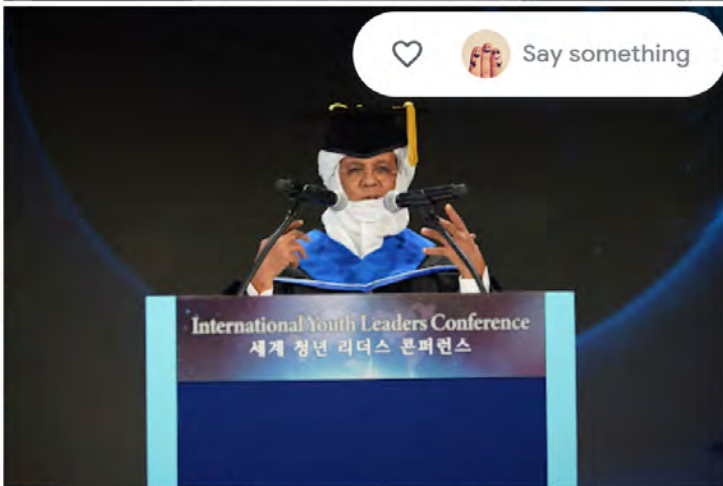 Say something
International Youth Leaders Conference
세계 청년 리더스 콘퍼런스